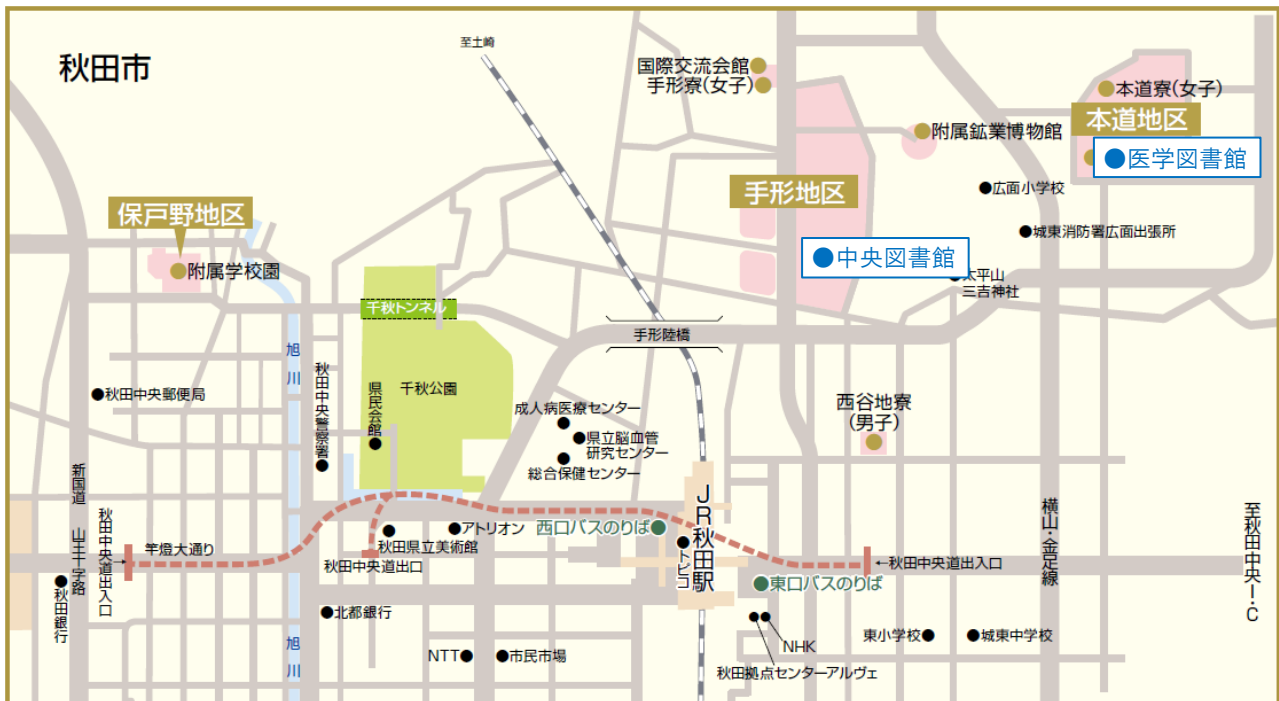 秋田市
至土崎
国際交流会館
手形寮(女子)
本道寮(女子)
本道地区
附属鉱業博物館
●医学図書館
手形地区
広面小学校
保戸野地区
城東消防署広面出張所
附属学校園
●中央図書館
太平山
三吉神社
千秋トンネル
手形陸橋
旭川
秋田中央警察署
県民会館
千秋公園
秋田中央郵便局
成人病医療センター
県立脳血管
研究センター
総合保健センター
西谷地寮
(男子)
新国道
山王十字路
秋田中央道出入口
竿燈大通り
秋田銀行
アトリオン
秋田県立美術館
秋田中央道出口
西口バスのりば
JR秋田駅
トピコ
←秋田中央道出入口
横山・金足線
至秋田中央I・C
東口バスのりば
北都銀行
旭川
NTT
市民市場
NHK
秋田拠点センターアルヴェ
東小学校
城東中学校